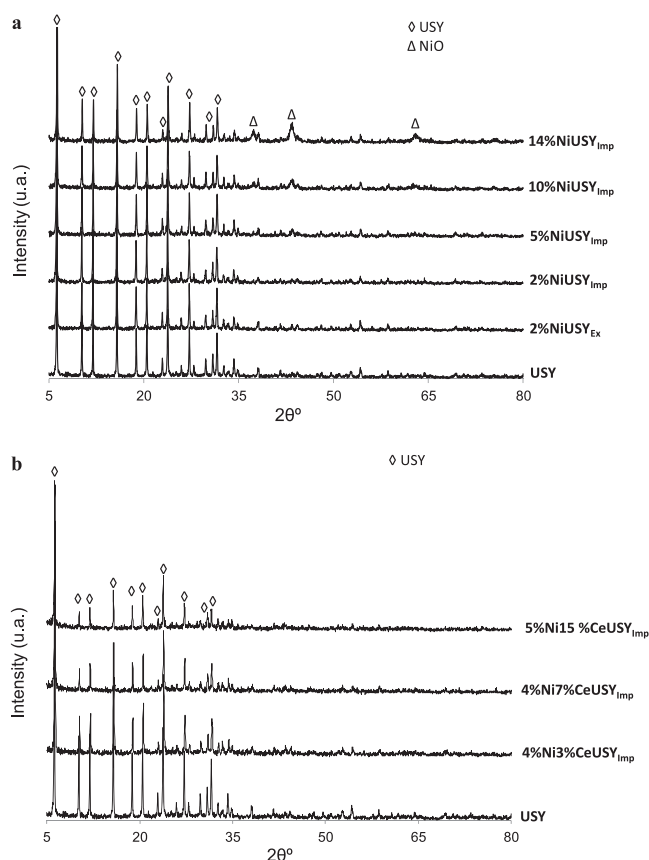 a
◊ USY
Δ NiO
14%NiUSYImp
10%NiUSYImp
5%NiUSYImp
2%NiUSYImp
2%NiUSYEx
USY
Intensity (u.a.)
5 20 35 50 65 80
2θº
b
◊ USY
5%Ni15 %CeUSYImp
4%Ni7%CeUSYImp
4%Ni3%CeUSYImp
USY
Intensity (u.a.)
5 20 35 50 65 80
2θº